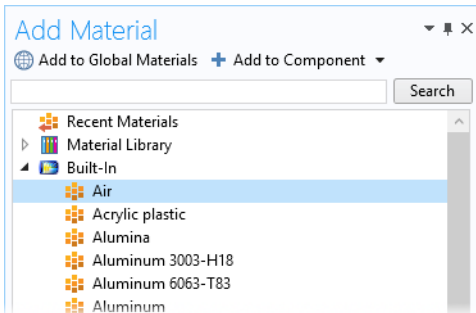 Add Material
Add to Global Materials Add to Component
Search
Recent Materials
Material Library
Built-In
Air
Acrylic plastic
Alumina
Aluminum 3003-H18
Aluminum 6063-T83
Aluminum